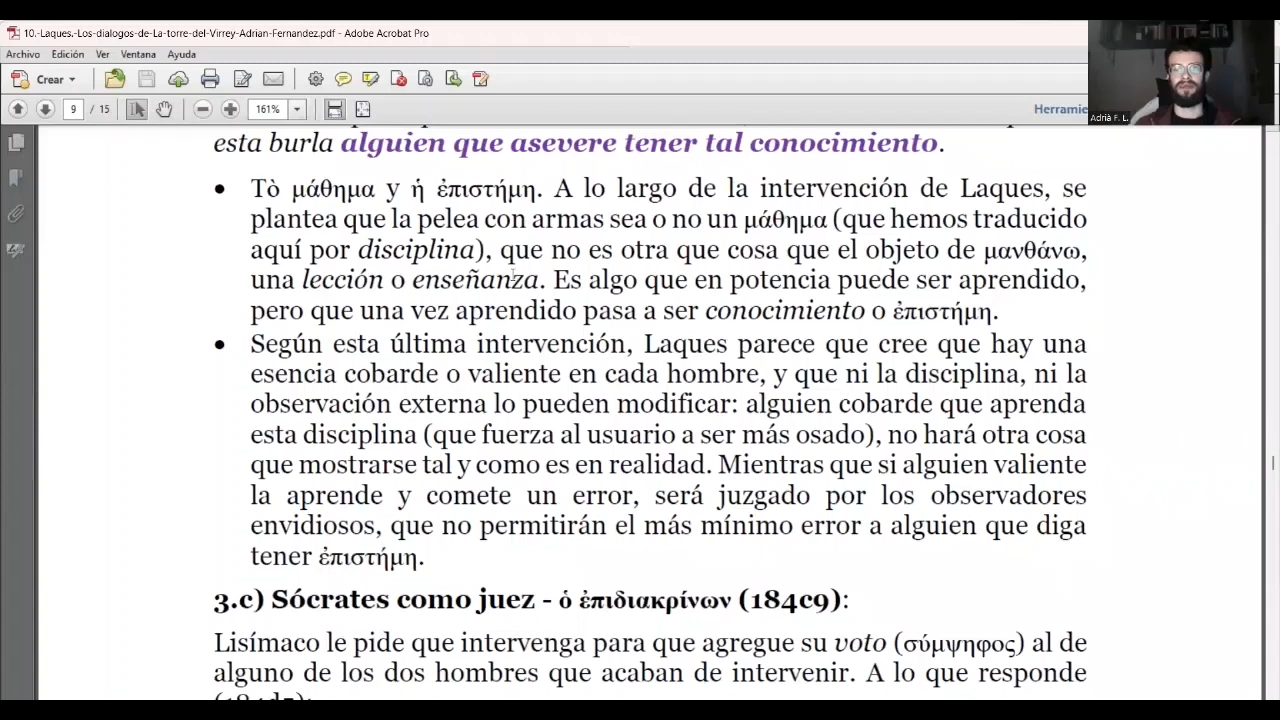 10.-Laques.-Los-dialogos-de-La-torre-del-Virrey-Adrian-Fernandez.pdf - Adobe Acrobat Pro
Archivo Edición Ver Ventana Ayuda
Crear
9 / 15 161% Herramie
Adrià F. L.
esta burla alguien que asevere tener tal conocimiento.
• Τὸ μάθημα y ἡ ἐπιστήμη. A lo largo de la intervención de Laques, se
plantea que la pelea con armas sea o no un μάθημα (que hemos traducido
aquí por disciplina), que no es otra que cosa que el objeto de μανθάνω,
una lección o enseñanza. Es algo que en potencia puede ser aprendido,
pero que una vez aprendido pasa a ser conocimiento o ἐπιστήμη.
• Según esta última intervención, Laques parece que cree que hay una
esencia cobarde o valiente en cada hombre, y que ni la disciplina, ni la
observación externa lo pueden modificar: alguien cobarde que aprenda
esta disciplina (que fuerza al usuario a ser más osado), no hará otra cosa
que mostrarse tal y como es en realidad. Mientras que si alguien valiente
la aprende y comete un error, será juzgado por los observadores
envidiosos, que no permitirán el más mínimo error a alguien que diga
tener ἐπιστήμη.
3.c) Sócrates como juez - ὁ ἐπιδιακρίνων (184c9):
Lisímaco le pide que intervenga para que agregue su voto (σύμψηφος) al de
alguno de los dos hombres que acaban de intervenir. A lo que responde